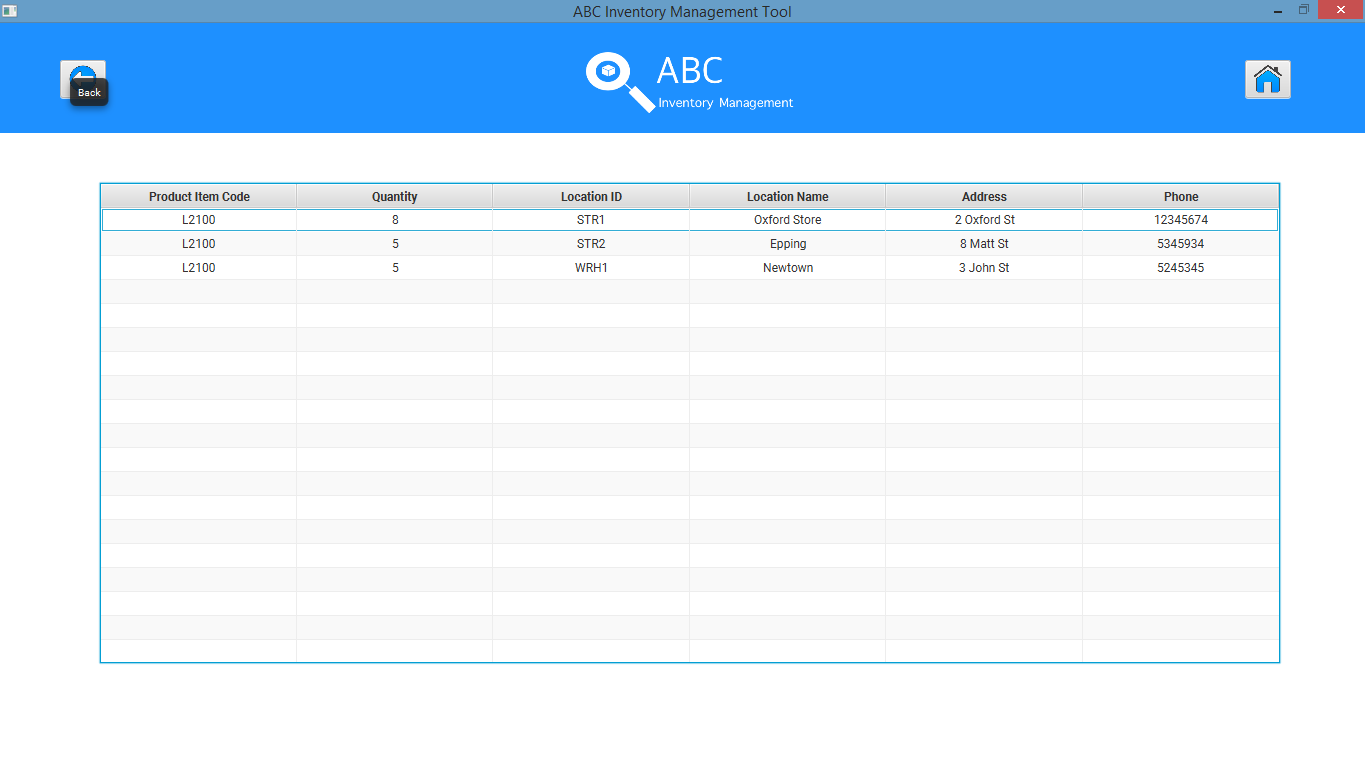 ABC Inventory Management Tool
Back
ABC
Inventory Management
Product Item Code Quantity Location ID Location Name Address Phone
L2100 8 STR1 Oxford Store 2 Oxford St 12345674
L2100 5 STR2 Epping 8 Matt St 5345934
L2100 5 WRH1 Newtown 3 John St 5245345